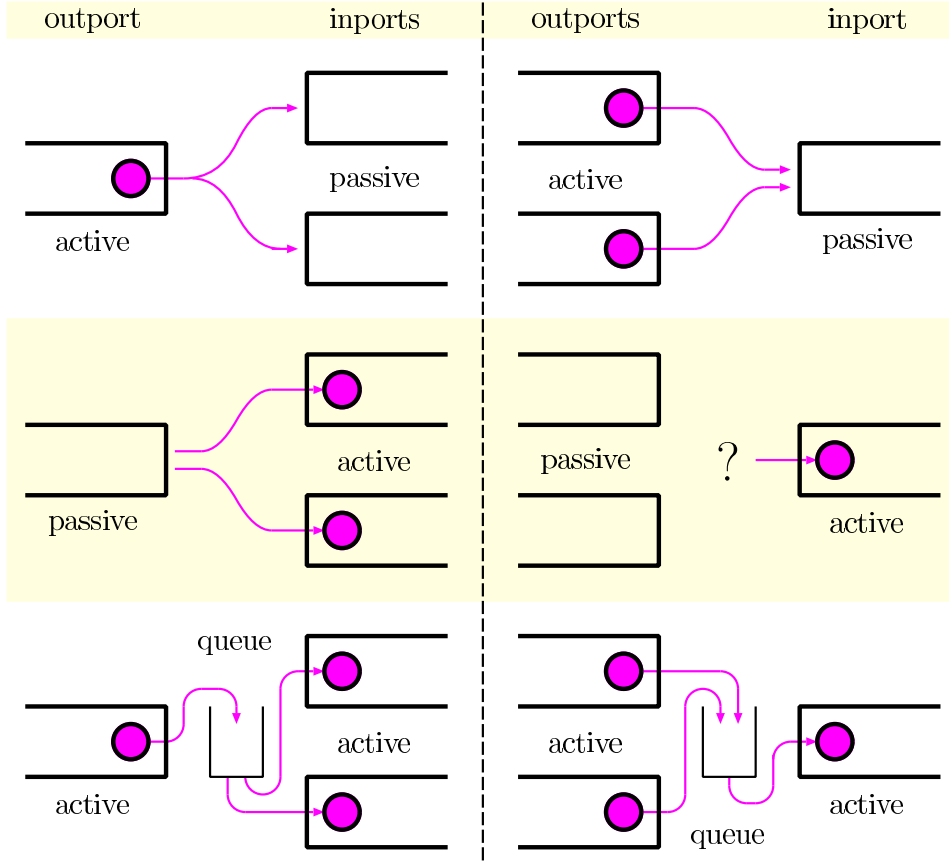 outport
inports
outports
inport
passive
active
active
passive
active
passive
passive
active
queue
active
active
active
active
queue